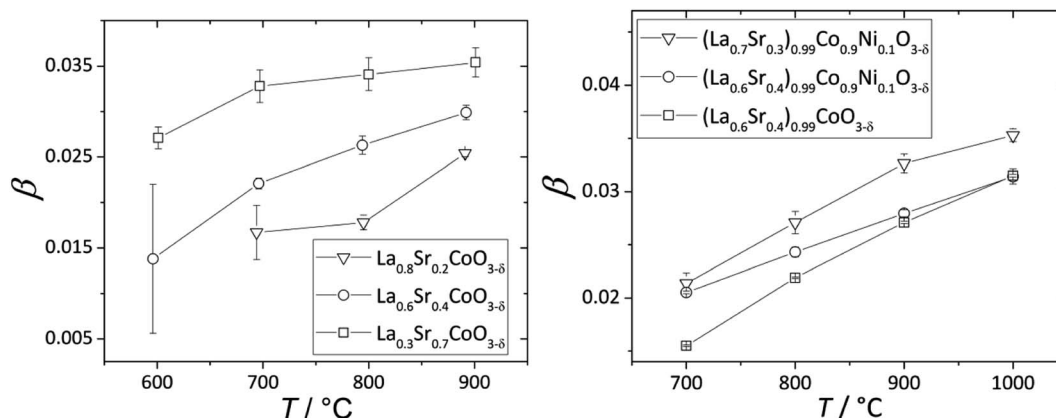 β
0.035
0.025
0.015
0.005
600
700
800
900
T / °C
La0.8Sr0.2CoO3-δ
La0.6Sr0.4CoO3-δ
La0.3Sr0.7CoO3-δ
β
0.04
0.03
0.02
700
800
900
1000
T / °C
(La0.7Sr0.3)0.99Co0.9Ni0.1O3-δ
(La0.6Sr0.4)0.99Co0.9Ni0.1O3-δ
(La0.6Sr0.4)0.99CoO3-δ